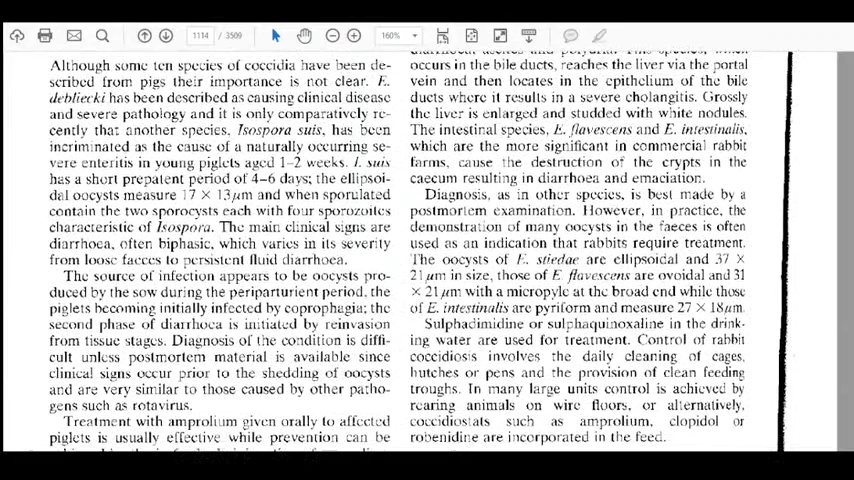 1114 / 3509
160%
Although some ten species of coccidia have been de-
scribed from pigs their importance is not clear. E.
debliecki has been described as causing clinical disease
and severe pathology and it is only comparatively re-
cently that another species, Isospora suis, has been
incriminated as the cause of a naturally occurring se-
vere enteritis in young piglets aged 1–2 weeks. I. suis
has a short prepatent period of 4–6 days; the ellipsoi-
dal oocysts measure 17 × 13μm and when sporulated
contain the two sporocysts each with four sporozoites
characteristic of Isospora. The main clinical signs are
diarrhoea, often biphasic, which varies in its severity
from loose faeces to persistent fluid diarrhoea.
The source of infection appears to be oocysts pro-
duced by the sow during the periparturient period, the
piglets becoming initially infected by coprophagia; the
second phase of diarrhoea is initiated by reinvasion
from tissue stages. Diagnosis of the condition is diffi-
cult unless postmortem material is available since
clinical signs occur prior to the shedding of oocysts
and are very similar to those caused by other patho-
gens such as rotavirus.
Treatment with amprolium given orally to affected
piglets is usually effective while prevention can be
occurs in the bile ducts, reaches the liver via the portal
vein and then locates in the epithelium of the bile
ducts where it results in a severe cholangitis. Grossly
the liver is enlarged and studded with white nodules.
The intestinal species, E. flavescens and E. intestinalis,
which are the more significant in commercial rabbit
farms, cause the destruction of the crypts in the
caecum resulting in diarrhoea and emaciation.
Diagnosis, as in other species, is best made by a
postmortem examination. However, in practice, the
demonstration of many oocysts in the faeces is often
used as an indication that rabbits require treatment.
The oocysts of E. stiedae are ellipsoidal and 37 ×
21μm in size, those of E. flavescens are ovoidal and 31
× 21μm with a micropyle at the broad end while those
of E. intestinalis are pyriform and measure 27 × 18μm.
Sulphadimidine or sulphaquinoxaline in the drink-
ing water are used for treatment. Control of rabbit
coccidiosis involves the daily cleaning of cages,
hutches or pens and the provision of clean feeding
troughs. In many large units control is achieved by
rearing animals on wire floors, or alternatively,
coccidiostats such as amprolium, clopidol or
robenidine are incorporated in the feed.